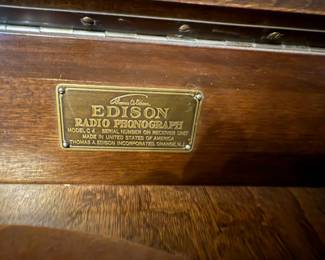 Thomas A Edison
EDISON
RADIO PHONOGRAPH
MODEL C 4 SERIAL NUMBER ON RECEIVER UNIT
MADE IN UNITED STATES OF AMERICA
THOMAS A. EDISON INCORPORATED, ORANGE, N.J.